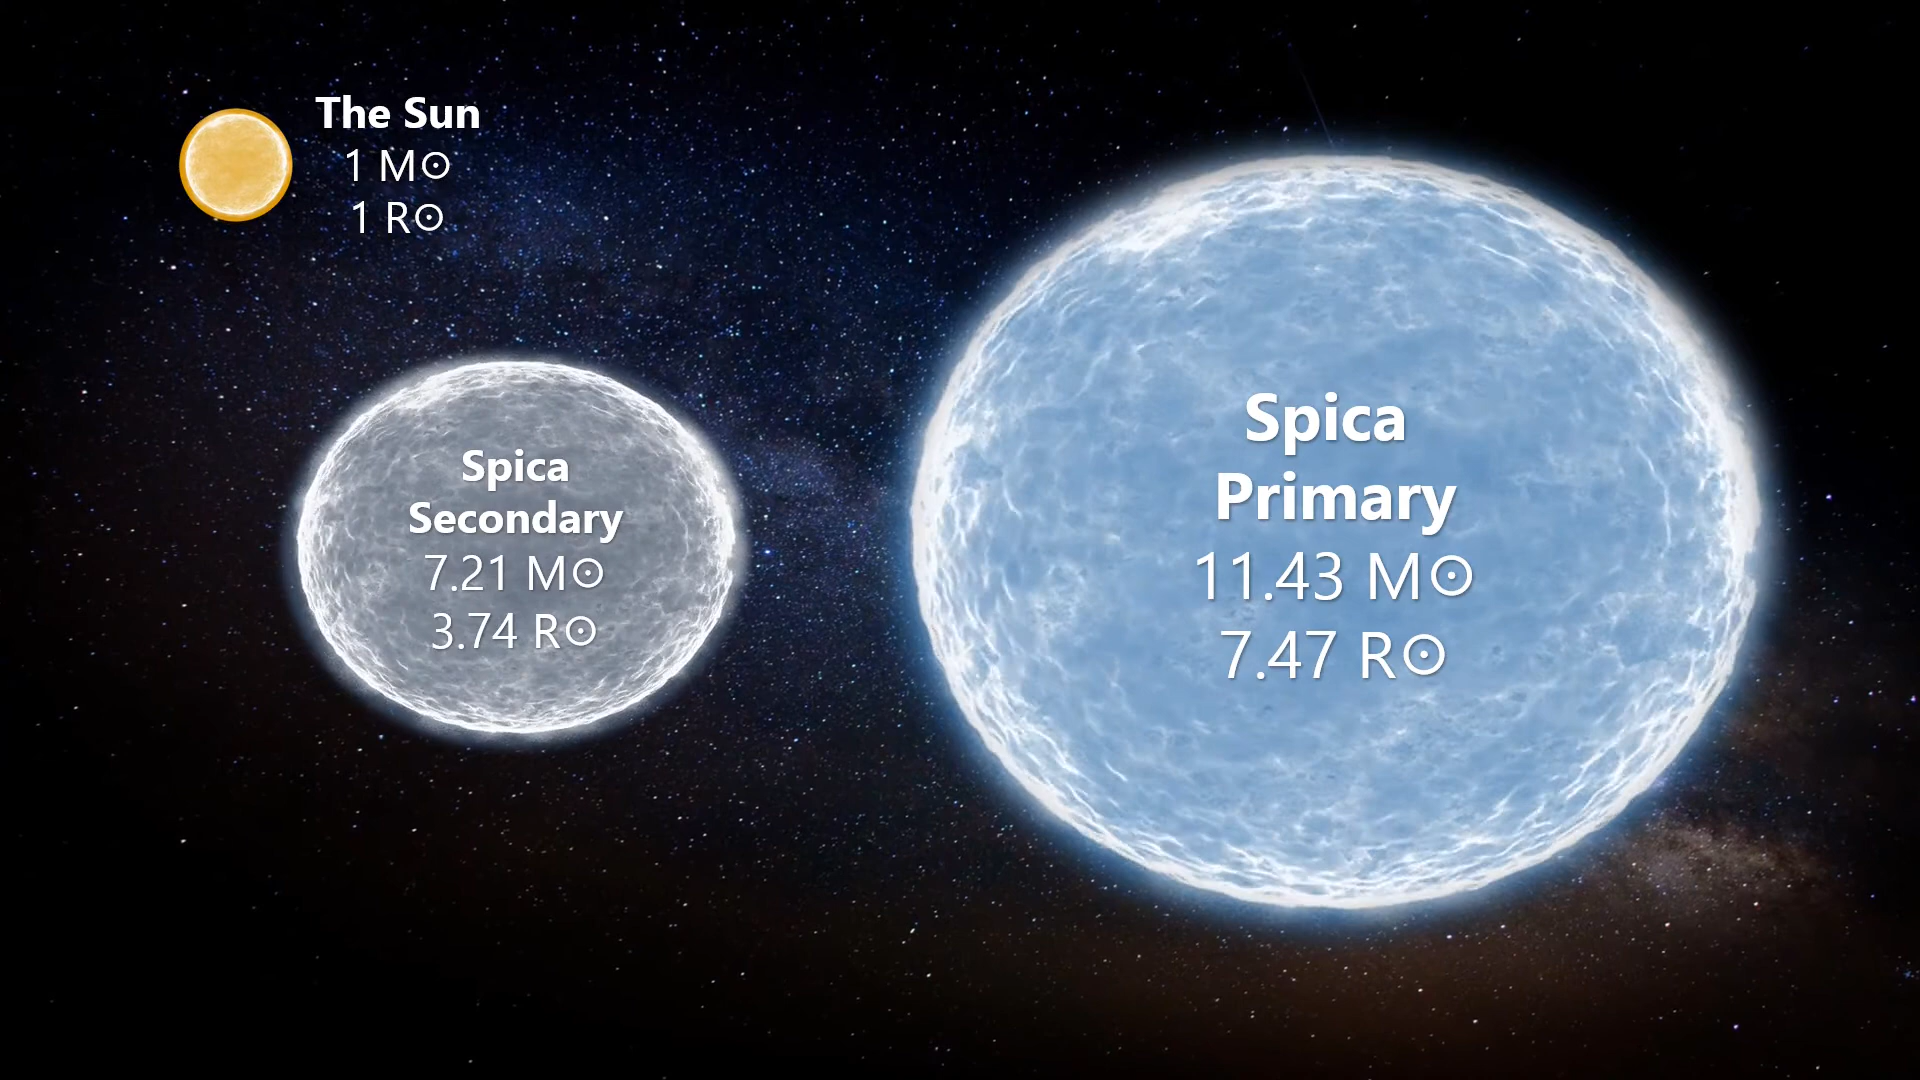 The Sun
1 M☉
1 R☉
Spica
Secondary
7.21 M☉
3.74 R☉
Spica
Primary
11.43 M☉
7.47 R☉